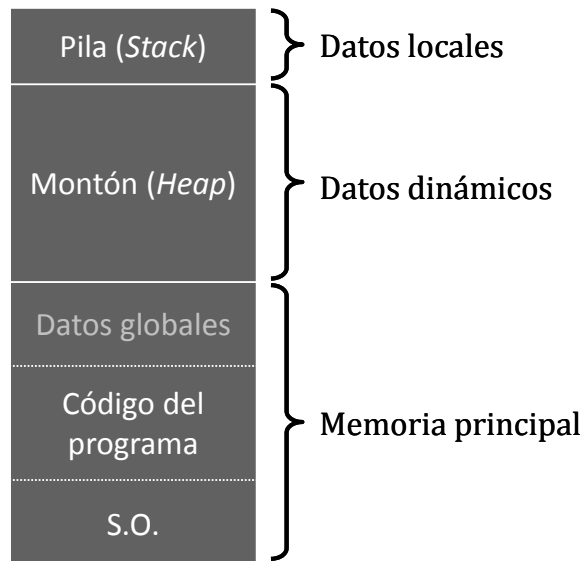 Pila (Stack)
Datos locales
Montón (Heap)
Datos dinámicos
Datos globales
Código del
programa
Memoria principal
S.O.